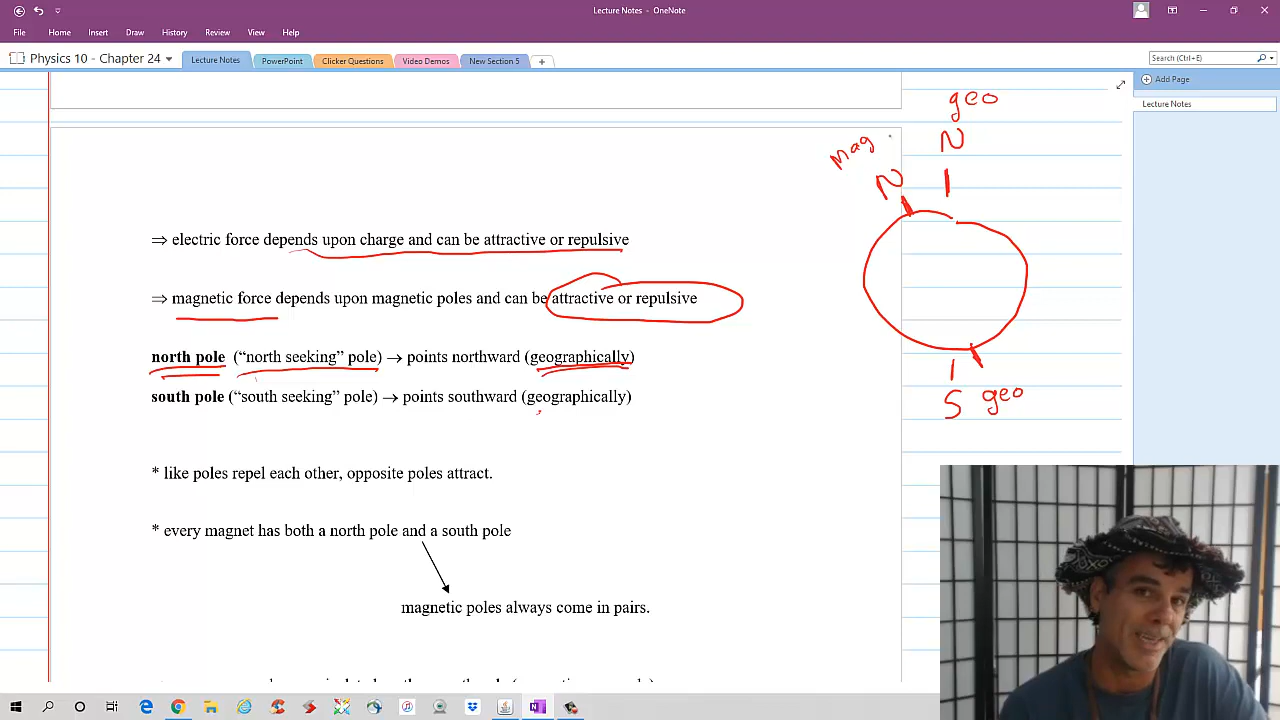 Lecture Notes - OneNote
File Home Insert Draw History View Help
Physics 10 - Chapter 24
Lecture Notes PowerPoint Clicker Questions Video Demos New Section 5
Search (Ctrl+E)
Add Page
Lecture Notes
geo
N
mag
N
⇒ electric force depends upon charge and can be attractive or repulsive
⇒ magnetic force depends upon magnetic poles and can be attractive or repulsive
north pole ("north seeking" pole) → points northward (geographically)
south pole ("south seeking" pole) → points southward (geographically)
S geo
* like poles repel each other, opposite poles attract.
* every magnet has both a north pole and a south pole
magnetic poles always come in pairs.